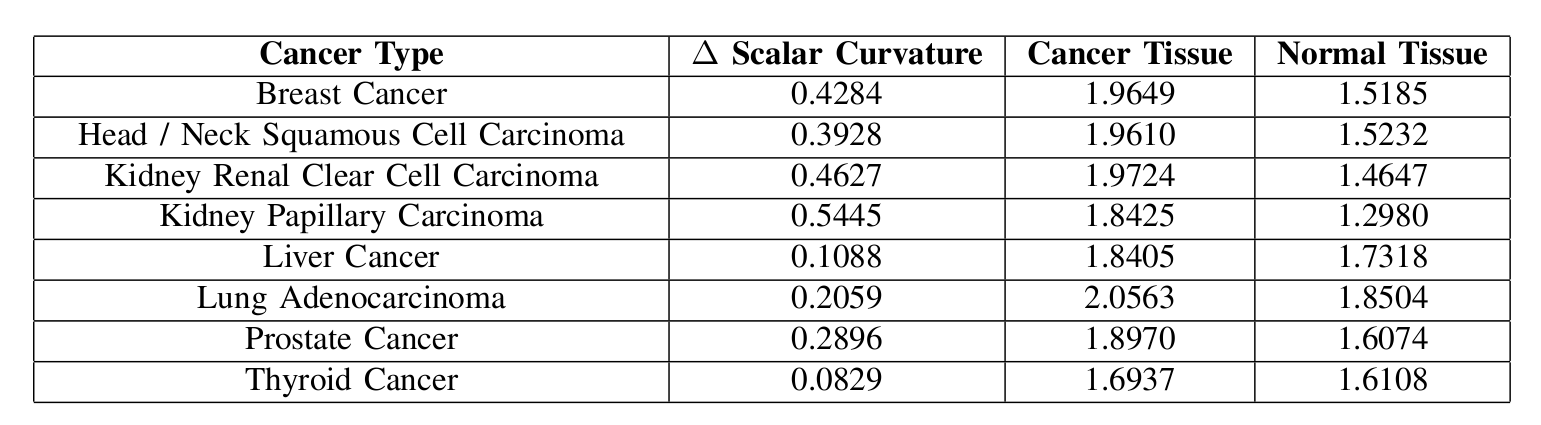 Cancer Type Δ Scalar Curvature Cancer Tissue Normal Tissue
Breast Cancer 0.4284 1.9649 1.5185
Head / Neck Squamous Cell Carcinoma 0.3928 1.9610 1.5232
Kidney Renal Clear Cell Carcinoma 0.4627 1.9724 1.4647
Kidney Papillary Carcinoma 0.5445 1.8425 1.2980
Liver Cancer 0.1088 1.8405 1.7318
Lung Adenocarcinoma 0.2059 2.0563 1.8504
Prostate Cancer 0.2896 1.8970 1.6074
Thyroid Cancer 0.0829 1.6937 1.6108